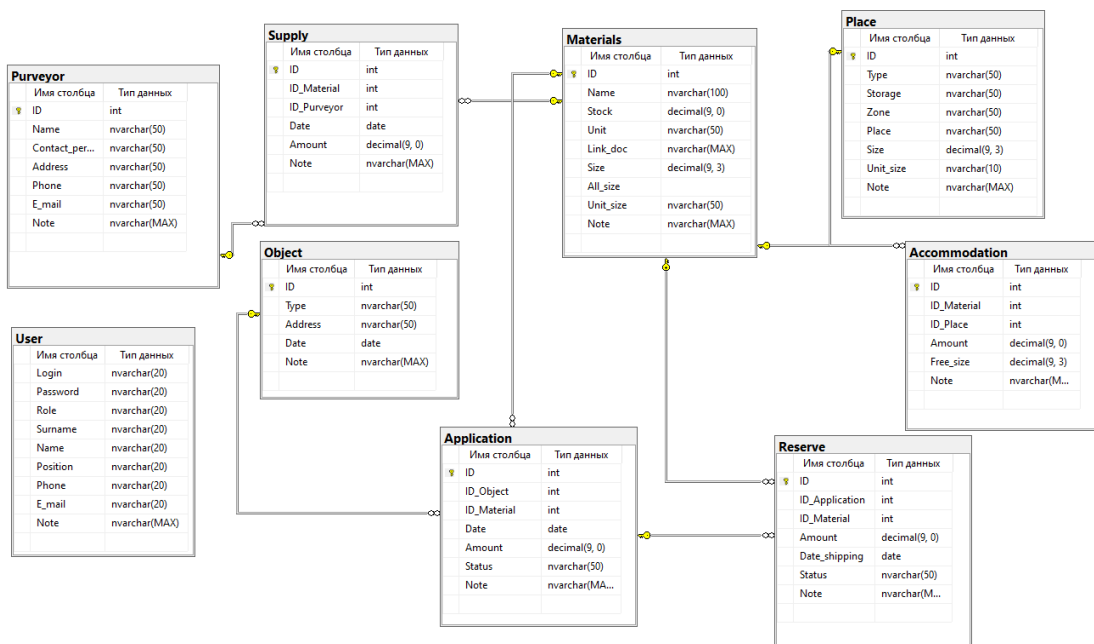 Purveyor
Имя столбца Тип данных
ID int
Name nvarchar(50)
Contact_per... nvarchar(50)
Address nvarchar(50)
Phone nvarchar(50)
E_mail nvarchar(50)
Note nvarchar(MAX)
Supply
Имя столбца Тип данных
ID int
ID_Material int
ID_Purveyor int
Date date
Amount decimal(9, 0)
Note nvarchar(MAX)
Materials
Имя столбца Тип данных
ID int
Name nvarchar(100)
Stock decimal(9, 0)
Unit nvarchar(50)
Link_doc nvarchar(MAX)
Size decimal(9, 3)
All_size
Unit_size nvarchar(50)
Note nvarchar(MAX)
Place
Имя столбца Тип данных
ID int
Type nvarchar(50)
Storage nvarchar(50)
Zone nvarchar(50)
Place nvarchar(50)
Size decimal(9, 3)
Unit_size nvarchar(10)
Note nvarchar(MAX)
Object
Имя столбца Тип данных
ID int
Type nvarchar(50)
Address nvarchar(50)
Date date
Note nvarchar(MAX)
Accommodation
Имя столбца Тип данных
ID int
ID_Material int
ID_Place int
Amount decimal(9, 0)
Free_size decimal(9, 3)
Note nvarchar(M...
User
Имя столбца Тип данных
Login nvarchar(20)
Password nvarchar(20)
Role nvarchar(20)
Surname nvarchar(20)
Name nvarchar(20)
Position nvarchar(20)
Phone nvarchar(20)
E_mail nvarchar(20)
Note nvarchar(MAX)
Application
Имя столбца Тип данных
ID int
ID_Object int
ID_Material int
Date date
Amount decimal(9, 0)
Status nvarchar(50)
Note nvarchar(MA...
Reserve
Имя столбца Тип данных
ID int
ID_Application int
ID_Material int
Amount decimal(9, 0)
Date_shipping date
Status nvarchar(50)
Note nvarchar(M...